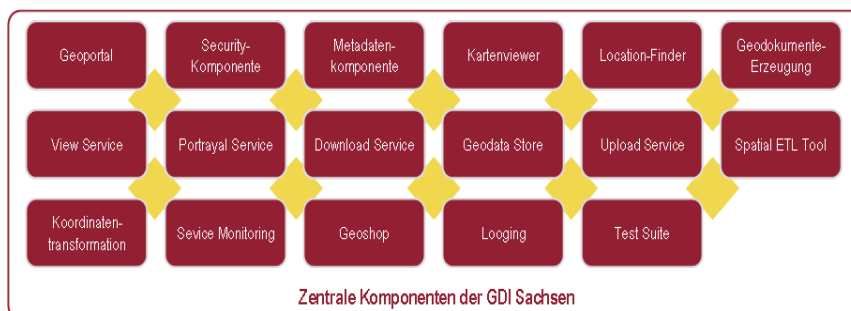 Geoportal
Security-
Komponente
Metadaten-
komponente
Kartenviewer
Location-Finder
Geodokumente-
Erzeugung
View Service
Portrayal Service
Download Service
Geodata Store
Upload Service
Spatial ETL Tool
Koordinaten-
transformation
Sevice Monitoring
Geoshop
Looging
Test Suite
Zentrale Komponenten der GDI Sachsen